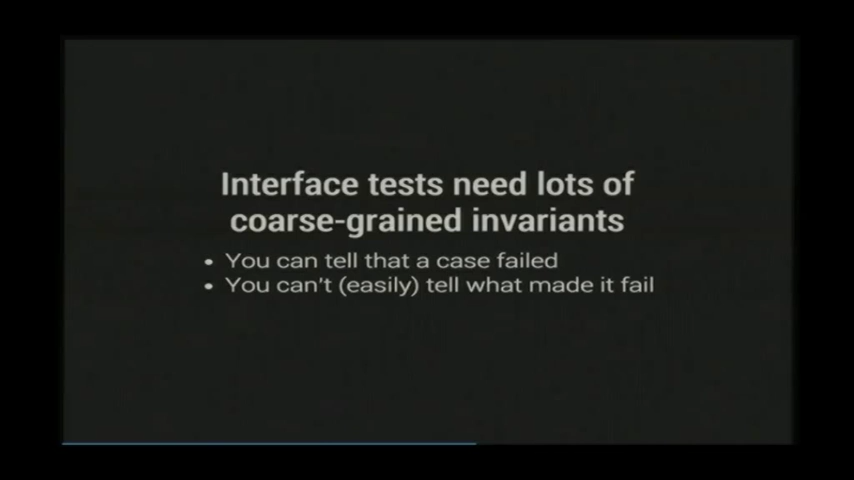 Interface tests need lots of
coarse-grained invariants
• You can tell that a case failed
• You can't (easily) tell what made it fail